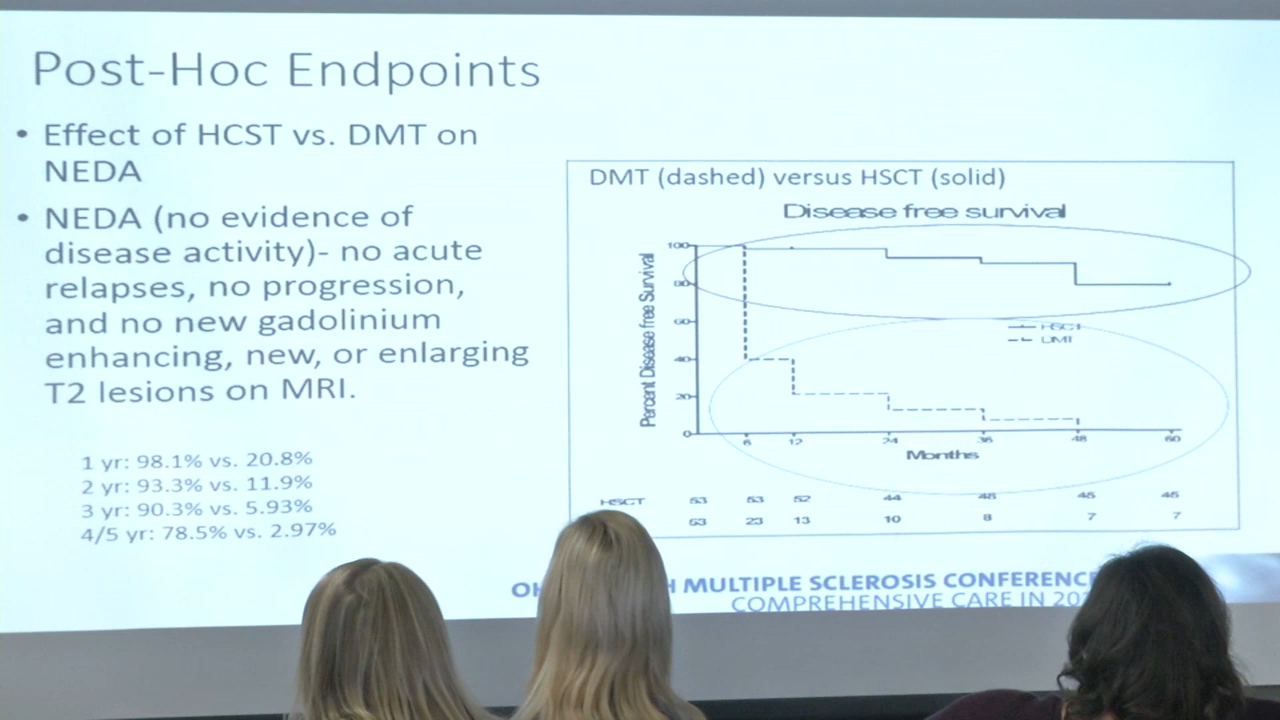 Post-Hoc Endpoints
• Effect of HCST vs. DMT on
NEDA
• NEDA (no evidence of
disease activity)- no acute
relapses, no progression,
and no new gadolinium
enhancing, new, or enlarging
T2 lesions on MRI.
1 yr: 98.1% vs. 20.8%
2 yr: 93.3% vs. 11.9%
3 yr: 90.3% vs. 5.93%
4/5 yr: 78.5% vs. 2.97%
DMT (dashed) versus HSCT (solid)
Disease free survival
Percent Disease free Survival
100
80
60
40
20
0
HSCT
DMT
6 12 24 36 48 60
Months
HSCT 53 53 52 44 48 45 45
53 23 13 10 8 7 7
MULTIPLE SCLEROSIS CONFERENCE
COMPREHENSIVE CARE IN